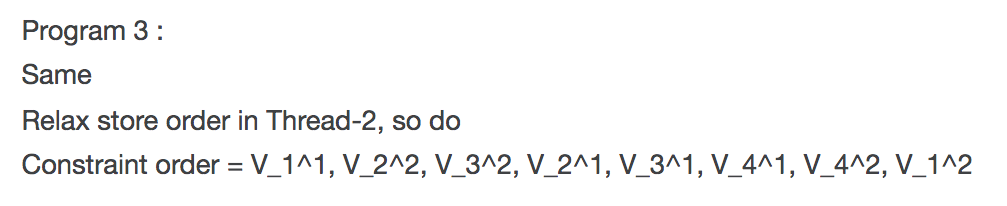 Program 3 :
Same
Relax store order in Thread-2, so do
Constraint order = V_1^1, V_2^2, V_3^2, V_2^1, V_3^1, V_4^1, V_4^2, V_1^2